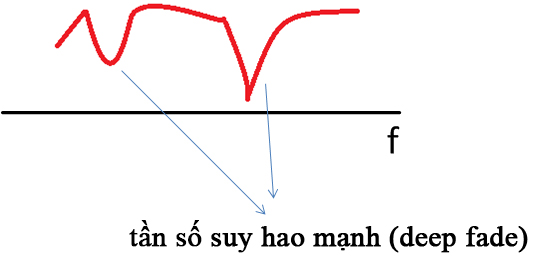 f
tần số suy hao mạnh (deep fade)